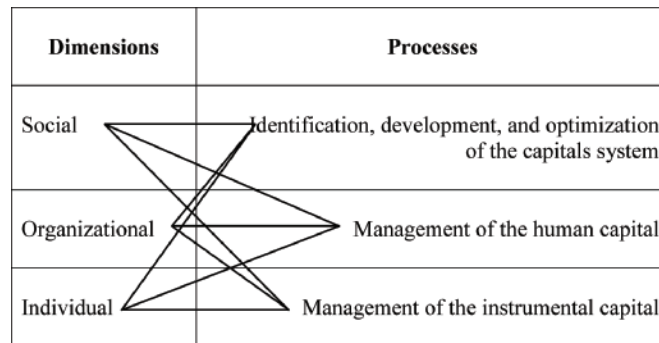 Dimensions
Processes
Social
Identification, development, and optimization
of the capitals system
Organizational
Management of the human capital
Individual
Management of the instrumental capital